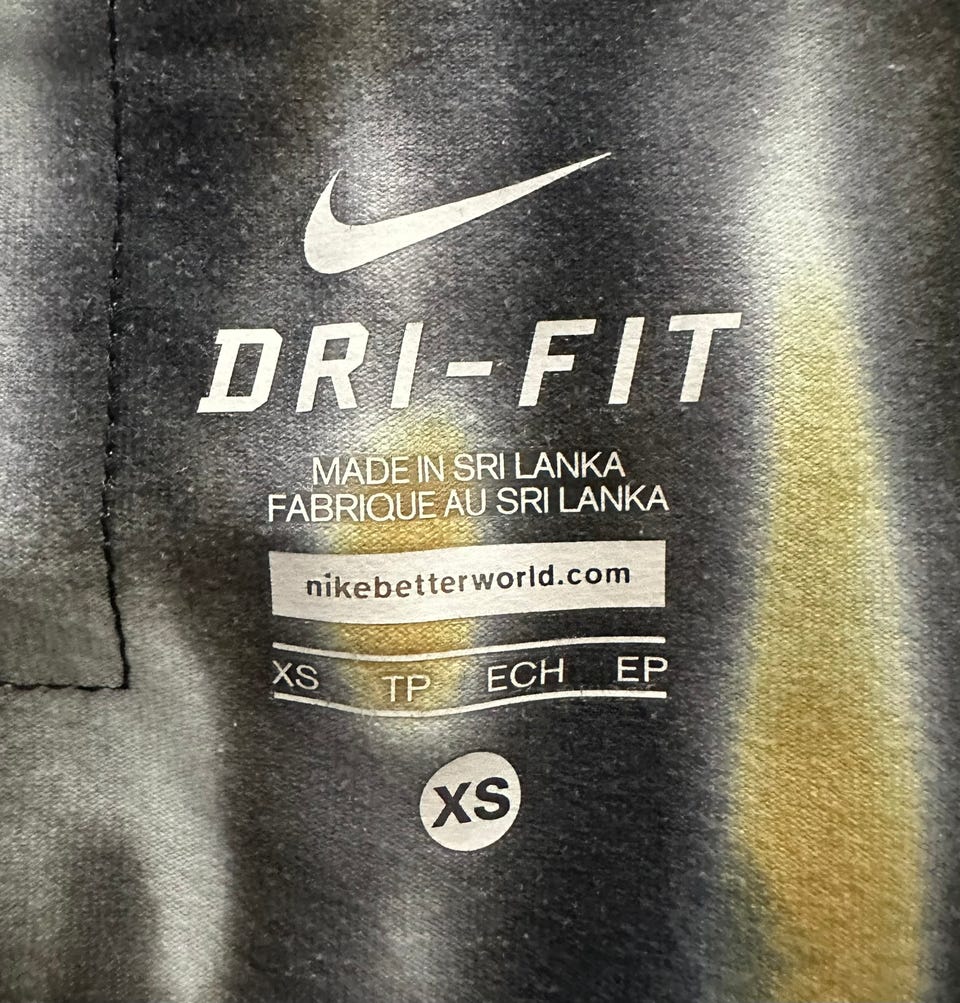 DRI-FIT
MADE IN SRI LANKA
FABRIQUE AU SRI LANKA
nikebetterworld.com
XS TP ECH EP
XS